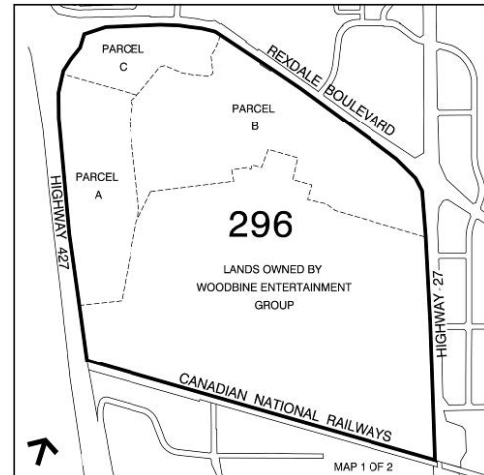 PARCEL
C
REXDALE BOULEVARD
PARCEL
B
PARCEL
A
HIGHWAY 427
296
LANDS OWNED BY
WOODBINE ENTERTAINMENT
GROUP
HIGHWAY 27
CANADIAN NATIONAL RAILWAYS
MAP 1 OF 2